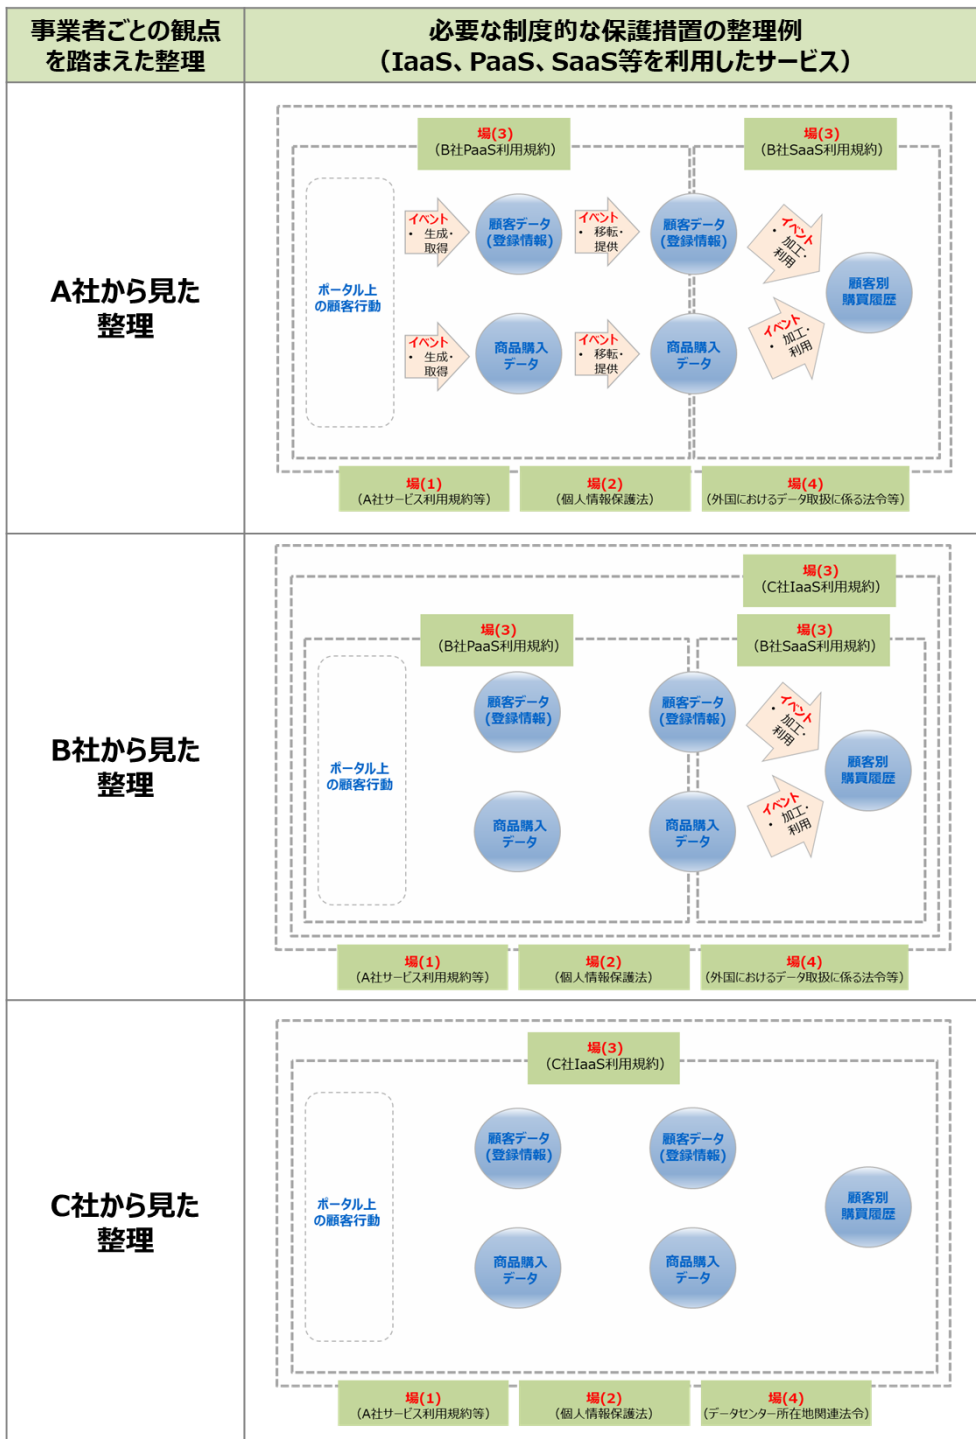 事業者ごとの観点
を踏まえた整理
必要な制度的な保護措置の整理例
（IaaS、PaaS、SaaS等を利用したサービス）
A社から見た
整理
場(3)
（B社PaaS利用規約）
場(3)
（B社SaaS利用規約）
ポータル上
の顧客行動
イベント
• 生成・
取得
顧客データ
(登録情報)
イベント
• 移転・
提供
顧客データ
(登録情報)
イベント
• 加工・
利用
顧客別
購買履歴
イベント
• 生成・
取得
商品購入
データ
イベント
• 移転・
提供
商品購入
データ
イベント
• 加工・
利用
場(1)
（A社サービス利用規約等）
場(2)
（個人情報保護法）
場(4)
（外国におけるデータ取扱に係る法令等）
B社から見た
整理
場(3)
（C社IaaS利用規約）
場(3)
（B社PaaS利用規約）
場(3)
（B社SaaS利用規約）
ポータル上
の顧客行動
顧客データ
(登録情報)
顧客データ
(登録情報)
イベント
• 加工・
利用
顧客別
購買履歴
商品購入
データ
商品購入
データ
イベント
• 加工・
利用
場(1)
（A社サービス利用規約等）
場(2)
（個人情報保護法）
場(4)
（外国におけるデータ取扱に係る法令等）
C社から見た
整理
場(3)
（C社IaaS利用規約）
ポータル上
の顧客行動
顧客データ
(登録情報)
顧客データ
(登録情報)
顧客別
購買履歴
商品購入
データ
商品購入
データ
場(1)
（A社サービス利用規約等）
場(2)
（個人情報保護法）
場(4)
（データセンター所在地関連法令）